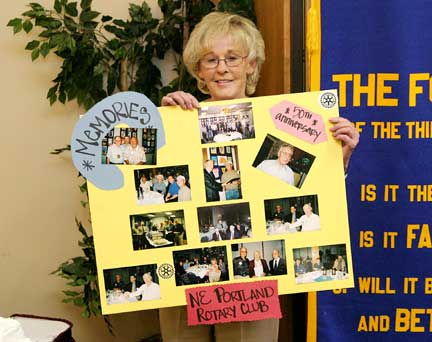 MEMORIES
50th
anniversary
NE PORTLAND
ROTARY CLUB
THE FO
OF THE THI
IS IT THE
IS IT FA
WILL IT B
AND BET